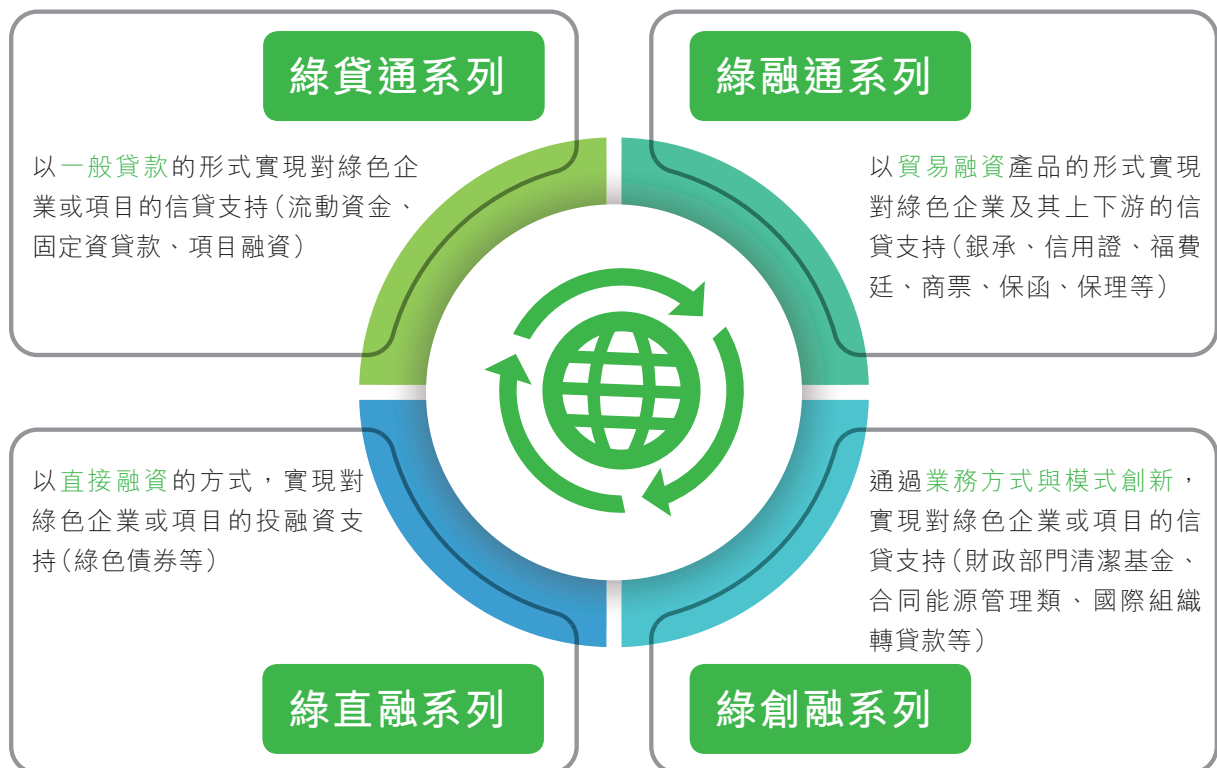 綠貸通系列
以一般貸款的形式實現對綠色企
業或項目的信貸支持(流動資金、
固定資貸款、項目融資)
綠融通系列
以貿易融資產品的形式實現
對綠色企業及其上下游的信
貸支持(銀承、信用證、福費
廷、商票、保函、保理等)
以直接融資的方式，實現對
綠色企業或項目的投融資支
持(綠色債券等)
綠直融系列
通過業務方式與模式創新，
實現對綠色企業或項目的信
貸支持(財政部門清潔基金、
合同能源管理類、國際組織
轉貸款等)
綠創融系列